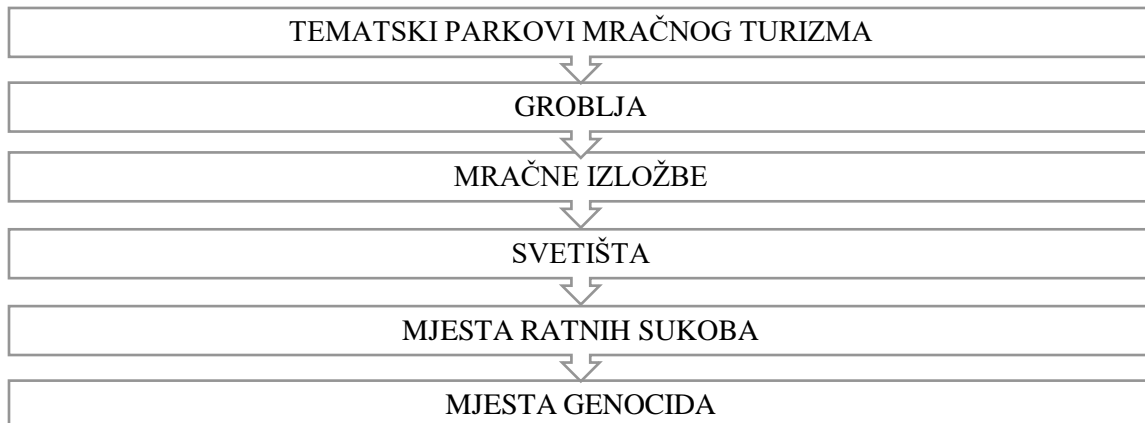 TEMATSKI PARKOVI MRAČNOG TURIZMA
GROBLJA
MRAČNE IZLOŽBE
SVETIŠTA
MJESTA RATNIH SUKOBA
MJESTA GENOCIDA